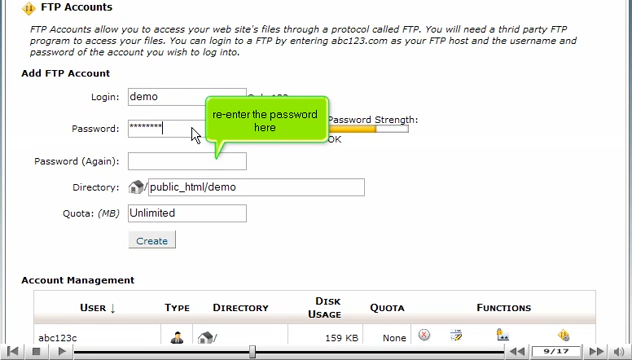 FTP Accounts
FTP Accounts allow you to access your web site's files through a protocol called FTP. You will need a thrid party FTP
program to access your files. You can login to a FTP by entering abc123.com as your FTP host and the username and
password of the account you wish to log into.
Add FTP Account
Login: demo
re-enter the password
here
Password: ********
Password Strength:
OK
Password (Again):
Directory: / public_html/demo
Quota: (MB) Unlimited
Create
Account Management
USER ↓ TYPE DIRECTORY DISK USAGE QUOTA FUNCTIONS
abc123c / 159 KB None
9/17